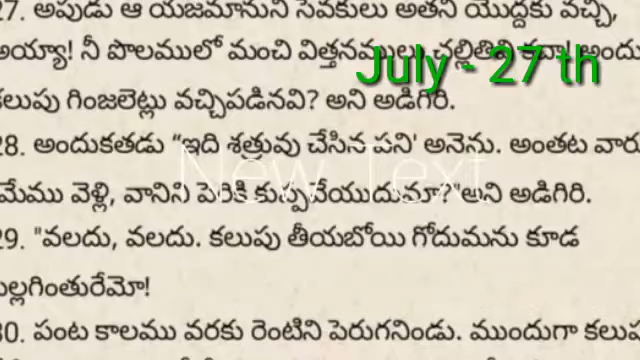 27. అపుడు ఆ యజమానుని సేవకులు అతని యొద్దకు వచ్చి,
అయ్యా! నీ పొలములో మంచి విత్తనములు చల్లితివి కదా! అందు
July - 27 th
కలుపు గింజలెట్లు వచ్చిపడినవి? అని అడిగిరి.
28. అందుకతడు "ఇది శత్రువు చేసిన పని' అనెను. అంతట వారు
New Text
మేము వెళ్లి, వానిని పెరికి కుప్పవేయుదుమా?"అని అడిగిరి.
29. "వలదు, వలదు. కలుపు తీయబోయి గోదుమను కూడ
పెల్లగింతురేమో!
30. పంట కాలము వరకు రెంటిని పెరుగనిండు. ముందుగా కలుపు